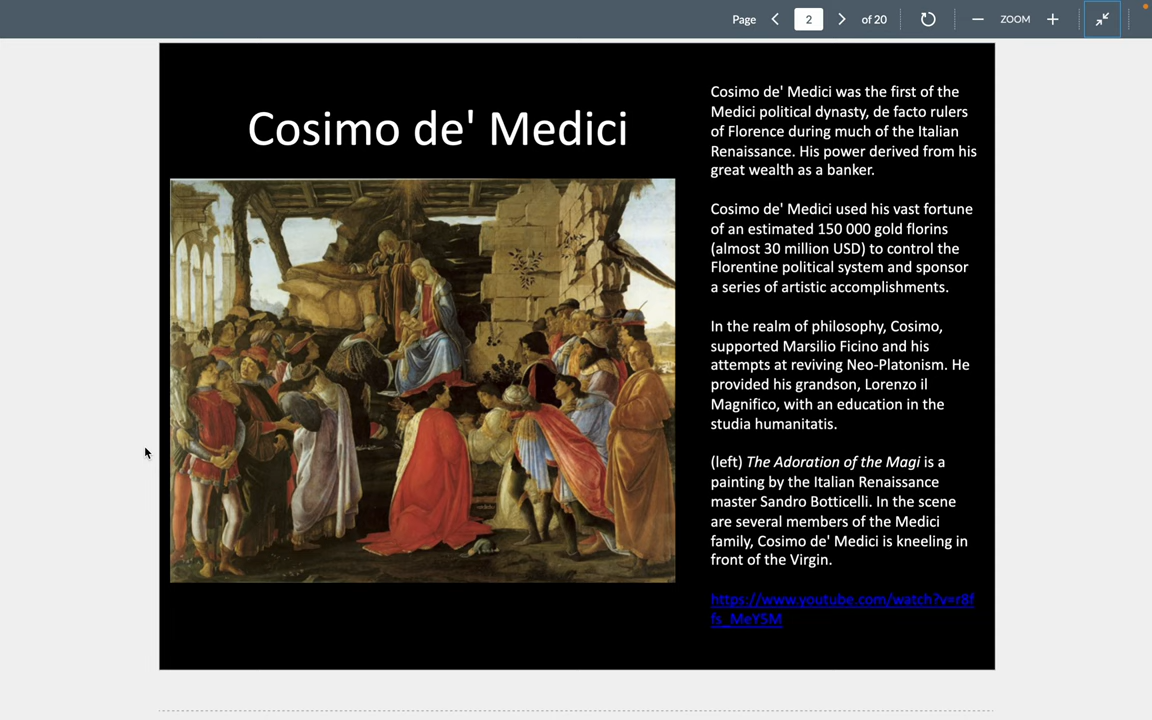 Page 2 of 20 ZOOM
Cosimo de' Medici
Cosimo de' Medici was the first of the
Medici political dynasty, de facto rulers
of Florence during much of the Italian
Renaissance. His power derived from his
great wealth as a banker.
Cosimo de' Medici used his vast fortune
of an estimated 150 000 gold florins
(almost 30 million USD) to control the
Florentine political system and sponsor
a series of artistic accomplishments.
In the realm of philosophy, Cosimo,
supported Marsilio Ficino and his
attempts at reviving Neo-Platonism. He
provided his grandson, Lorenzo il
Magnifico, with an education in the
studia humanitatis.
(left) The Adoration of the Magi is a
painting by the Italian Renaissance
master Sandro Botticelli. In the scene
are several members of the Medici
family, Cosimo de' Medici is kneeling in
front of the Virgin.
https://www.youtube.com/watch?v=r8f
fs_MeY5M